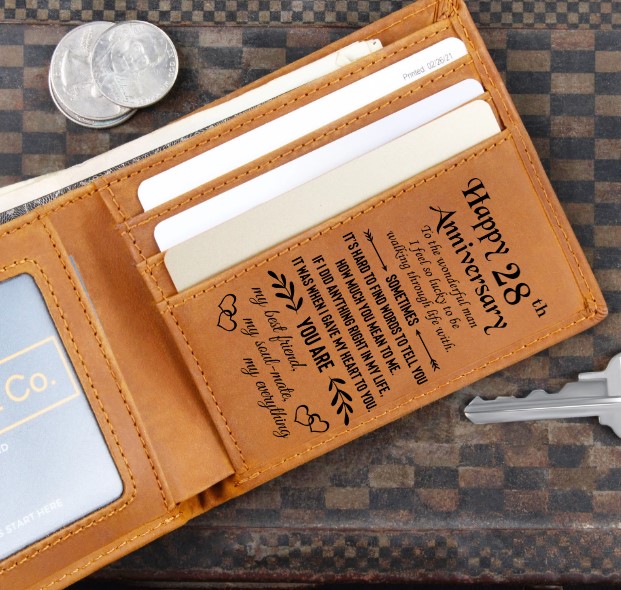 Printed: 02/26/21
Happy 28th
Anniversary
To the wonderful man
I feel so lucky to be
walking through life with.
SOMETIMES
IT'S HARD TO FIND WORDS TO TELL YOU
HOW MUCH YOU MEAN TO ME.
IF I DID ANYTHING RIGHT IN MY LIFE,
IT WAS WHEN I GAVE MY HEART TO YOU.
YOU ARE
my best friend,
my soul-mate,
my everything
Co.
START HERE